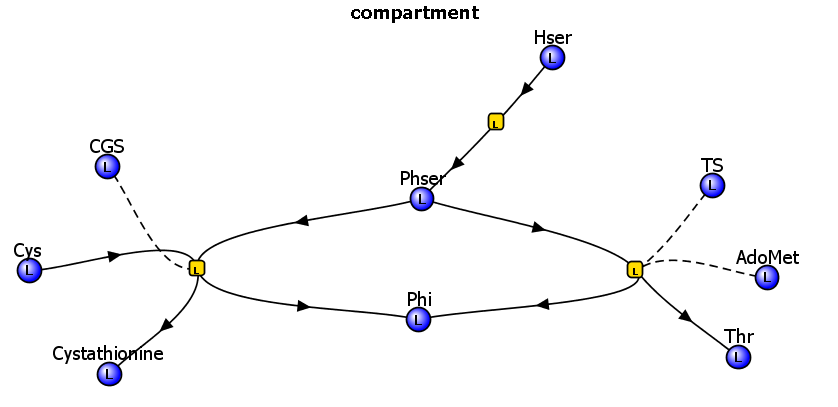 compartment
Hser
L
L
CGS
L
Phser
L
TS
L
Cys
L
L
L
AdoMet
L
Phi
L
Thr
L
Cystathionine
L